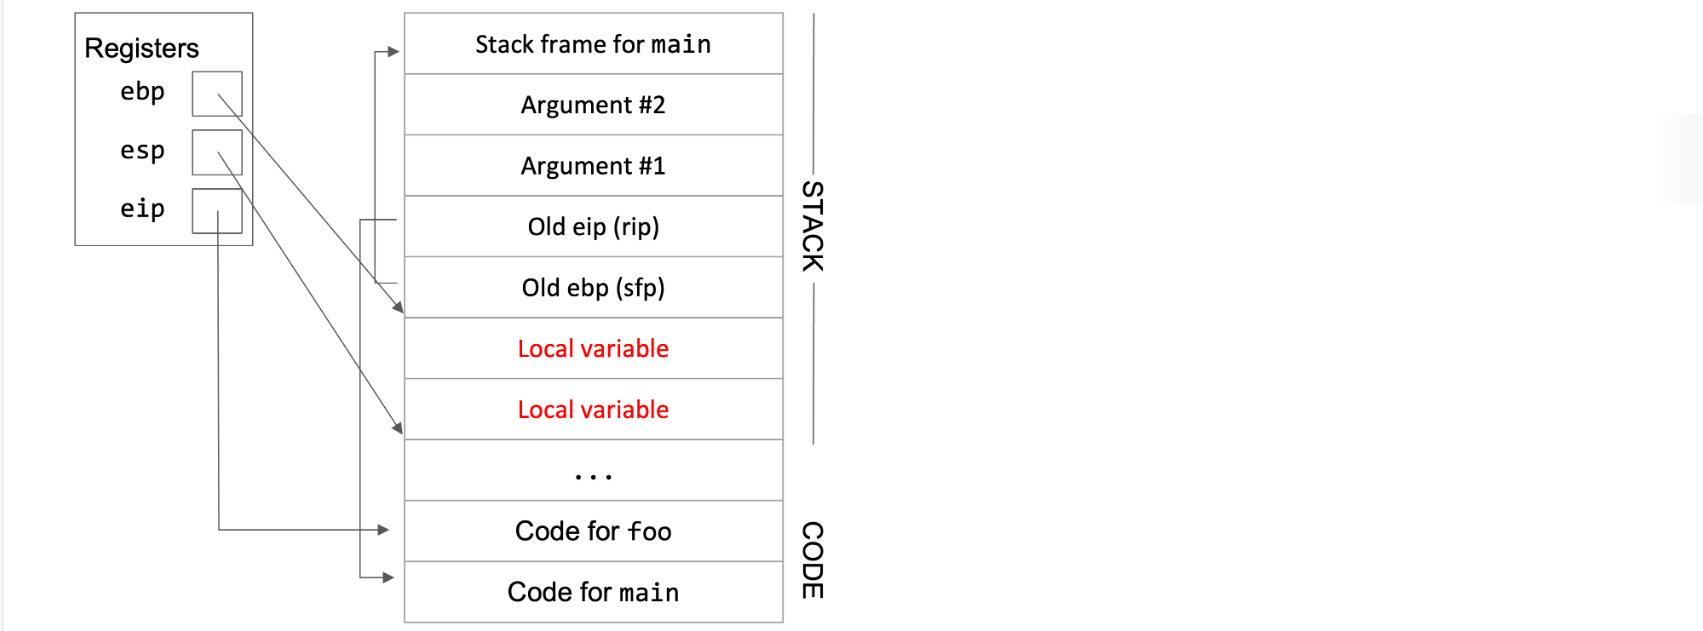 Registers
ebp
esp
eip
Stack frame for main
Argument #2
Argument #1
Old eip (rip)
Old ebp (sfp)
Local variable
Local variable
...
Code for foo
Code for main
STACK
CODE